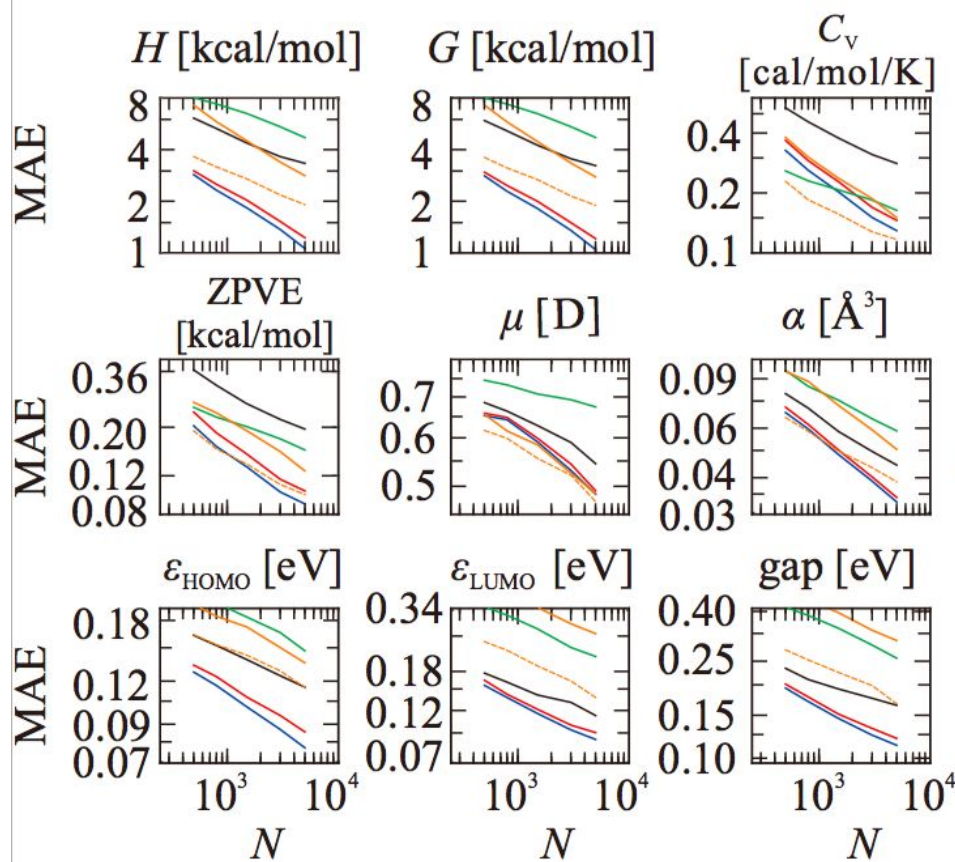 H [kcal/mol] G [kcal/mol] C_V [cal/mol/K]
MAE
8 8
4 4 0.4
2 2 0.2
1 1 0.1
ZPVE [kcal/mol] μ [D] α [Å³]
MAE
0.36 0.7 0.09
0.20 0.6 0.06
0.12 0.5 0.04
0.08 0.03
ε_HOMO [eV] ε_LUMO [eV] gap [eV]
MAE
0.18 0.34 0.40
0.12 0.18 0.25
0.09 0.12 0.15
0.07 0.07 0.10
10³ 10⁴ 10³ 10⁴ 10³ 10⁴
N N N